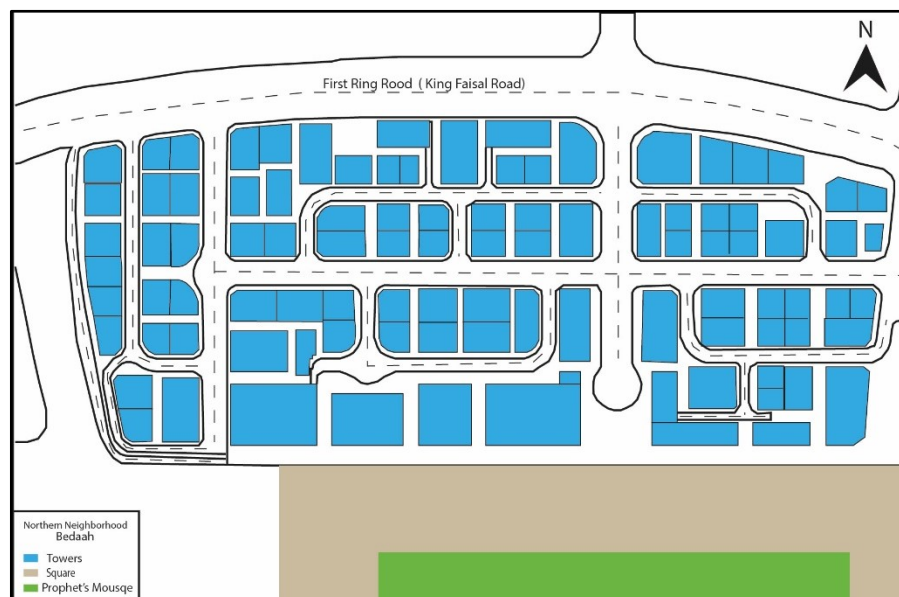 N
First Ring Rood ( King Faisal Road)
Northern Neighborhood
Bedaah
Towers
Square
Prophet's Mousqe